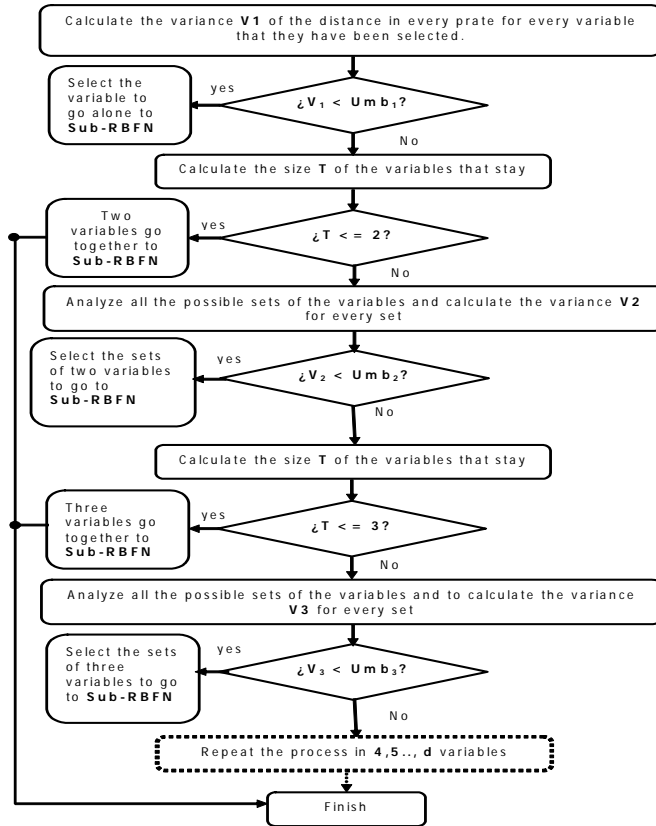 Calculate the variance V1 of the distance in every prate for every variable
that they have been selected.
Select the
variable to
go alone to
Sub-RBFN
yes
¿V₁ < Umb₁?
No
Calculate the size T of the variables that stay
Two
variables go
together to
Sub-RBFN
yes
¿T <= 2?
No
Analyze all the possible sets of the variables and calculate the variance V2
for every set
Select the sets
of two variables
to go to
Sub-RBFN
yes
¿V₂ < Umb₂?
No
Calculate the size T of the variables that stay
Three
variables go
together to
Sub-RBFN
yes
¿T <= 3?
No
Analyze all the possible sets of the variables and to calculate the variance
V3 for every set
Select the sets
of three
variables to go
to Sub-RBFN
yes
¿V₃ < Umb₃?
No
Repeat the process in 4,5.., d variables
Finish